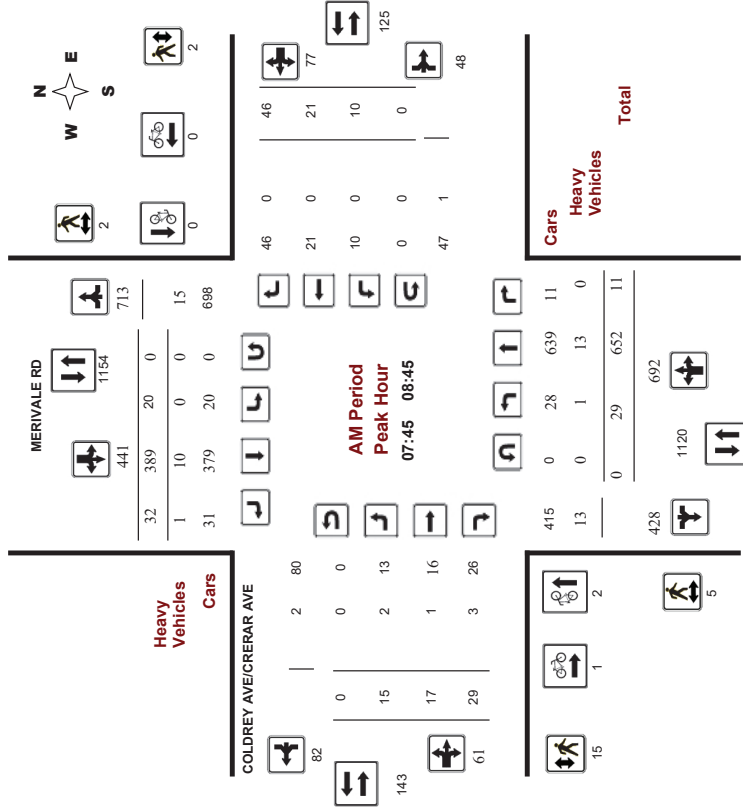 N
W E
S
2
0
0
2
MERIVALE RD
441
1154
713
32 389 20 0
1 10 0 0 15
31 379 20 0 698
Heavy
Vehicles
Cars
COLDREY AVE/CRERAR AVE
82
143
61
2 80
0 0 0
15 2 13
17 1 16
29 3 26
AM Period
Peak Hour
07:45 08:45
46 0 46
21 0 21
10 0 10
0 0 0
47 1
77
125
48
415 0 28 639 11
Cars
13 0 1 13 0
Heavy
Vehicles
0 29 652 11
Total
428
692
1120
15
1
2
5